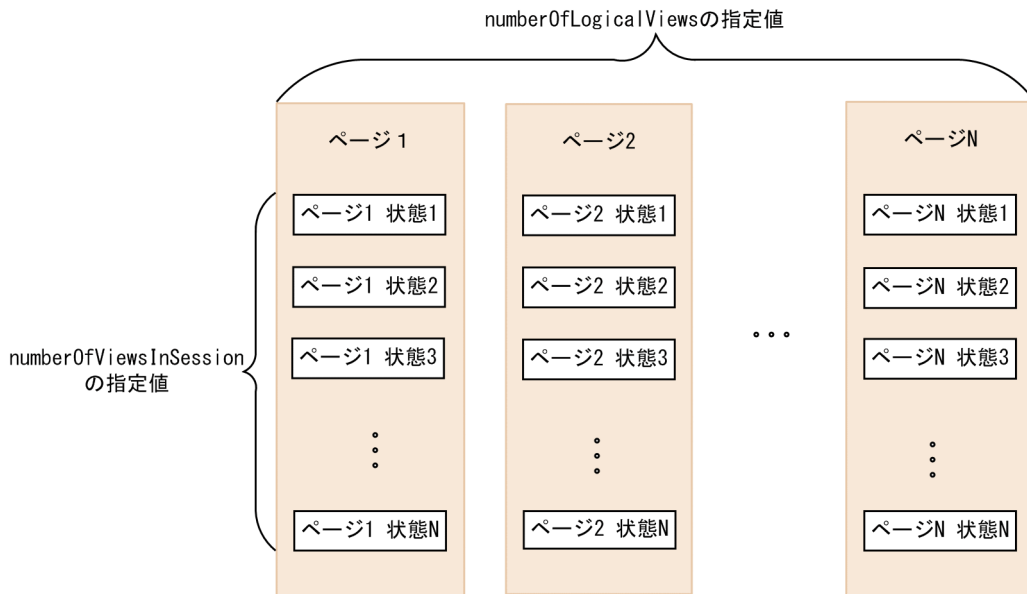 numberOfLogicalViewsの指定値
ページ１
ページ2
ページN
ページ1 状態1
ページ2 状態1
ページN 状態1
ページ1 状態2
ページ2 状態2
ページN 状態2
ページ1 状態3
ページ2 状態3
ページN 状態3
numberOfViewsInSession
の指定値
ページ1 状態N
ページ2 状態N
ページN 状態N